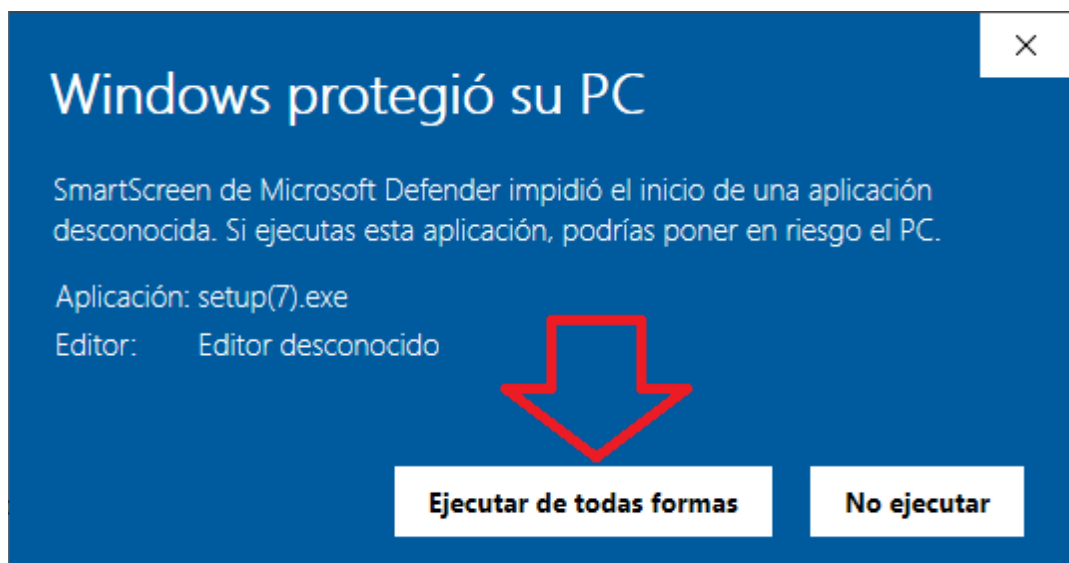 Windows protegió su PC
SmartScreen de Microsoft Defender impidió el inicio de una aplicación
desconocida. Si ejecutas esta aplicación, podrías poner en riesgo el PC.
Aplicación: setup(7).exe
Editor: Editor desconocido
Ejecutar de todas formas No ejecutar